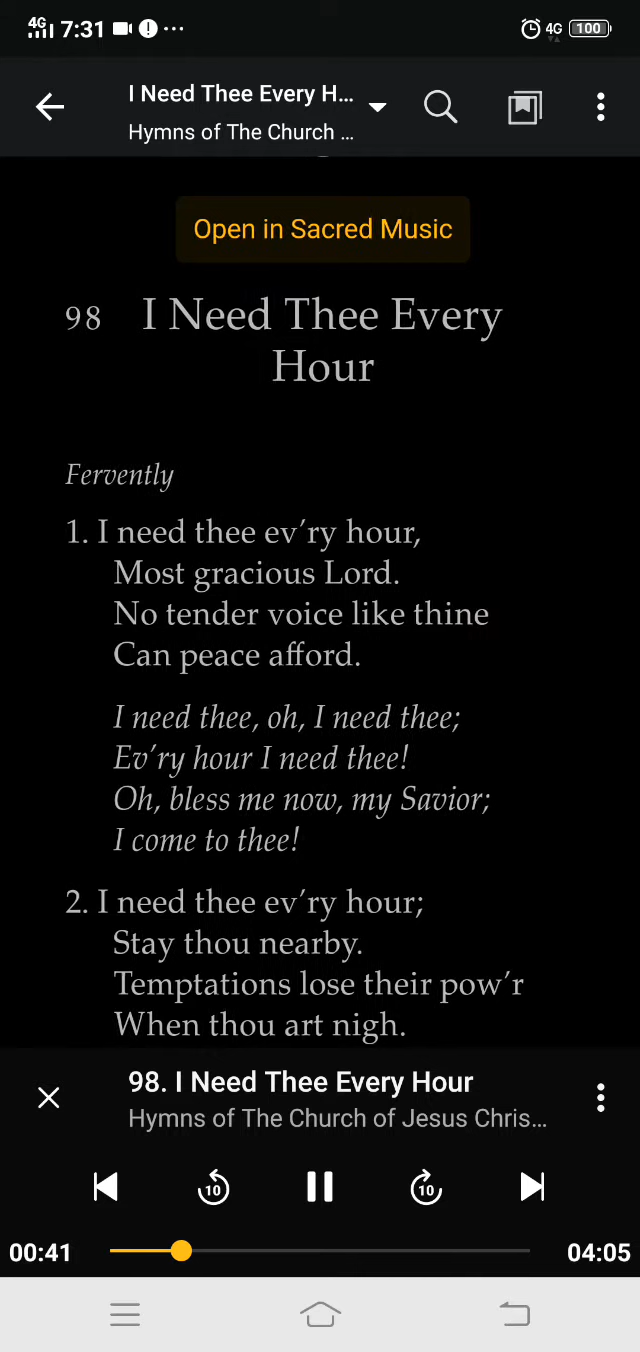 4G 7:31 4G 100
I Need Thee Every H...
Hymns of The Church ...
Open in Sacred Music
98 I Need Thee Every
Hour
Fervently
1. I need thee ev’ry hour,
Most gracious Lord.
No tender voice like thine
Can peace afford.
I need thee, oh, I need thee;
Ev’ry hour I need thee!
Oh, bless me now, my Savior;
I come to thee!
2. I need thee ev’ry hour;
Stay thou nearby.
Temptations lose their pow’r
When thou art nigh.
98. I Need Thee Every Hour
Hymns of The Church of Jesus Chris...
10 10
00:41 04:05